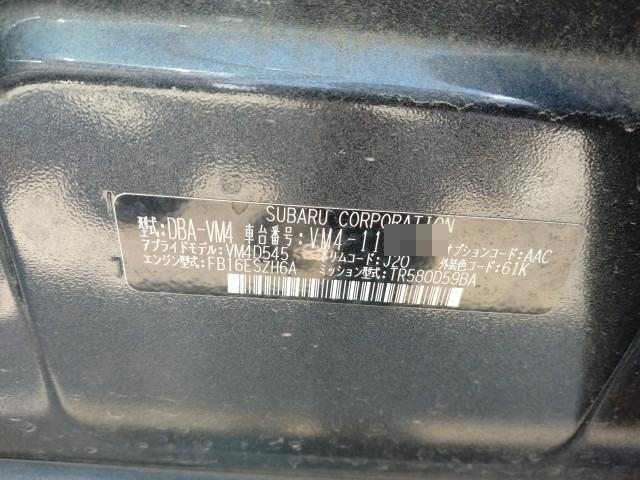 SUBARU CORPORATION
型式:DBA-VM4 車台番号:VM4-11
アプライドモデル:VM4D545 トリムコード:J20 オプションコード:AAC
エンジン型式:FB16ESZH6A ミッション型式:TR580D59BA 外装色コード:61K